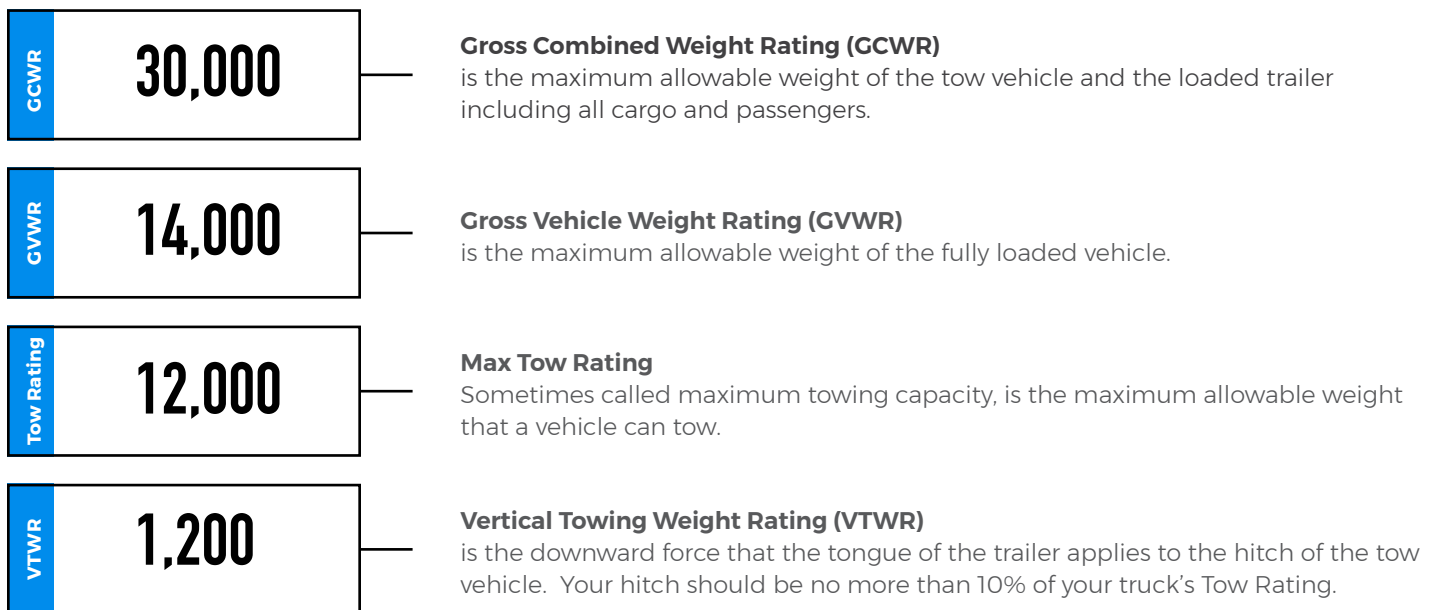 GCWR
30,000
Gross Combined Weight Rating (GCWR)
is the maximum allowable weight of the tow vehicle and the loaded trailer
including all cargo and passengers.
GVWR
14,000
Gross Vehicle Weight Rating (GVWR)
is the maximum allowable weight of the fully loaded vehicle.
Tow Rating
12,000
Max Tow Rating
Sometimes called maximum towing capacity, is the maximum allowable weight
that a vehicle can tow.
VTWR
1,200
Vertical Towing Weight Rating (VTWR)
is the downward force that the tongue of the trailer applies to the hitch of the tow
vehicle.  Your hitch should be no more than 10% of your truck's Tow Rating.